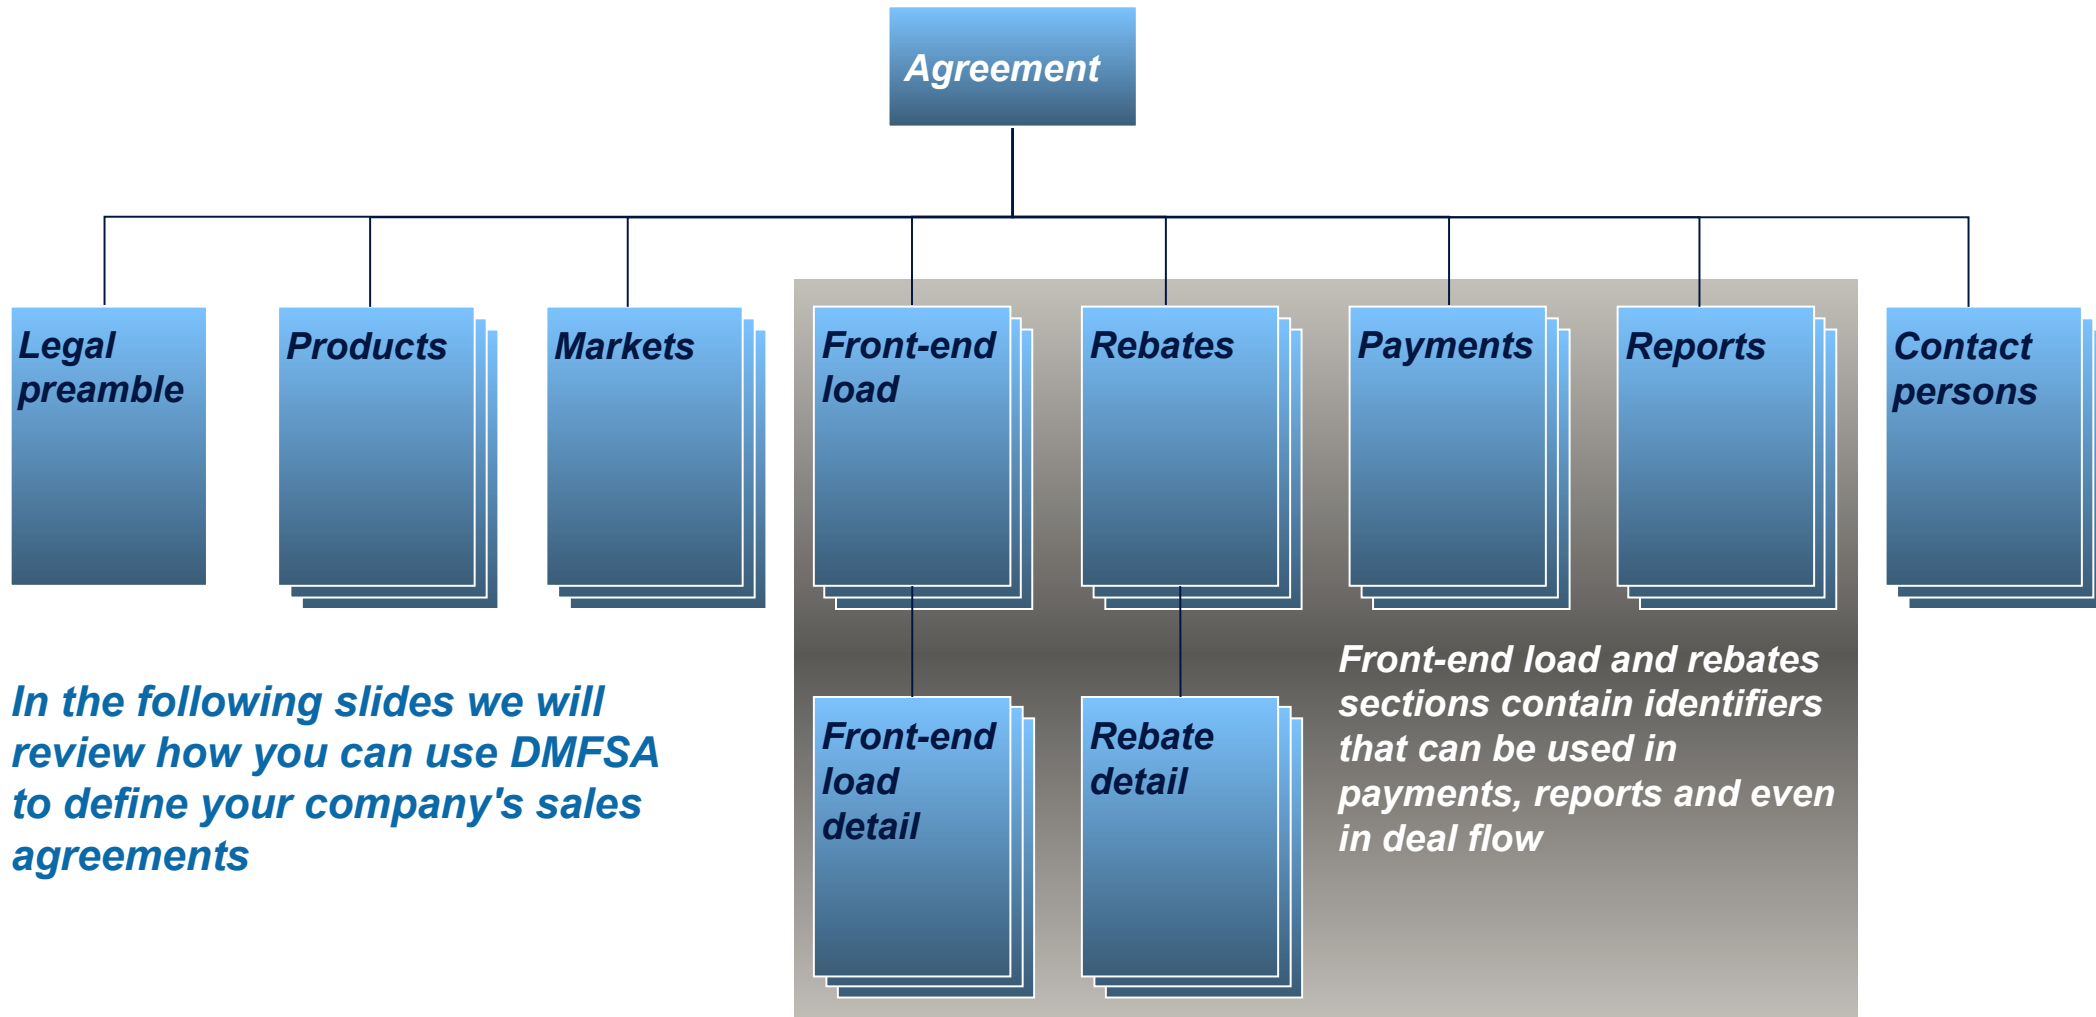 Agreement
Legal
preamble
Products
Markets
Front-end
load
Rebates
Payments
Reports
Contact
persons
In the following slides we will
review how you can use DMFSA
to define your company's sales
agreements
Front-end
load
detail
Rebate
detail
Front-end load and rebates
sections contain identifiers
that can be used in
payments, reports and even
in deal flow